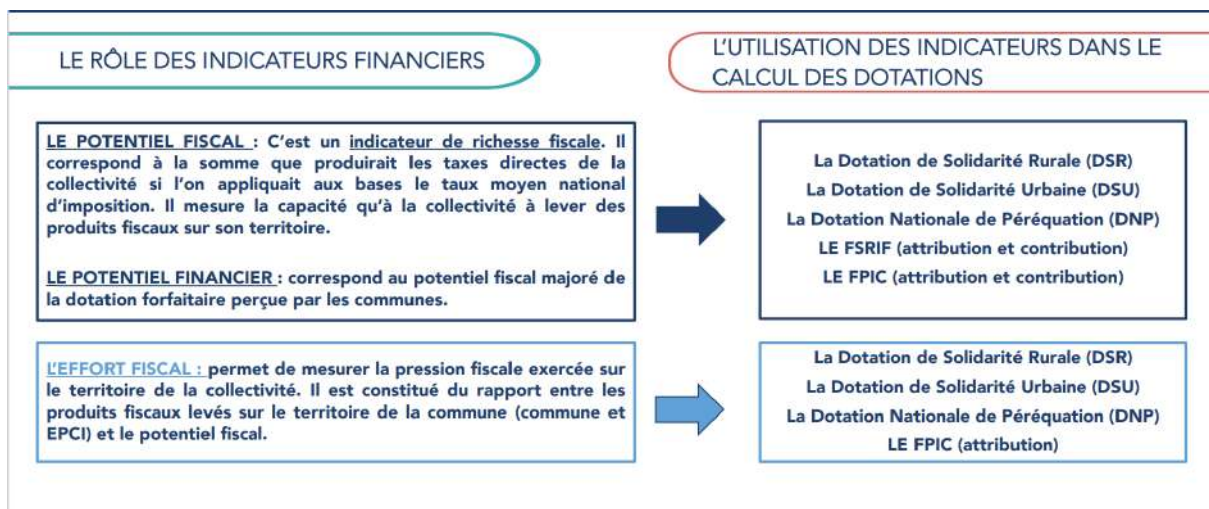 LE RÔLE DES INDICATEURS FINANCIERS
L'UTILISATION DES INDICATEURS DANS LE
CALCUL DES DOTATIONS
LE POTENTIEL FISCAL : C'est un indicateur de richesse fiscale. Il
correspond à la somme que produirait les taxes directes de la
collectivité si l'on appliquait aux bases le taux moyen national
d'imposition. Il mesure la capacité qu'à la collectivité à lever des
produits fiscaux sur son territoire.
LE POTENTIEL FINANCIER : correspond au potentiel fiscal majoré de
la dotation forfaitaire perçue par les communes.
La Dotation de Solidarité Rurale (DSR)
La Dotation de Solidarité Urbaine (DSU)
La Dotation Nationale de Péréquation (DNP)
LE FSRIF (attribution et contribution)
LE FPIC (attribution et contribution)
L'EFFORT FISCAL : permet de mesurer la pression fiscale exercée sur
le territoire de la collectivité. Il est constitué du rapport entre les
produits fiscaux levés sur le territoire de la commune (commune et
EPCI) et le potentiel fiscal.
La Dotation de Solidarité Rurale (DSR)
La Dotation de Solidarité Urbaine (DSU)
La Dotation Nationale de Péréquation (DNP)
LE FPIC (attribution)